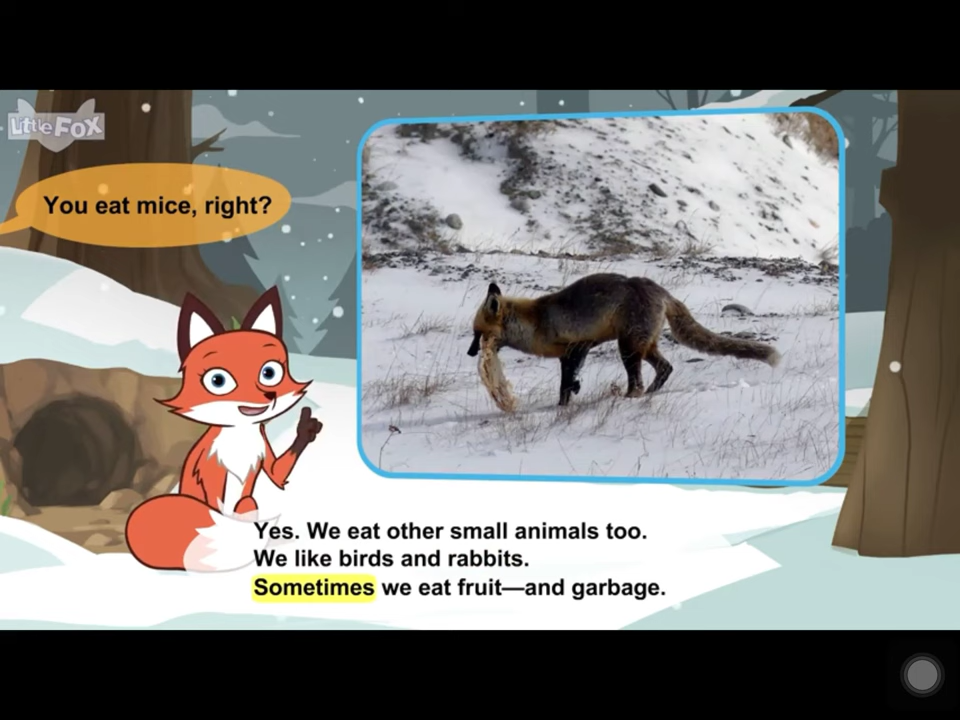 Little FOX
You eat mice, right?
Yes. We eat other small animals too.
We like birds and rabbits.
Sometimes we eat fruit—and garbage.